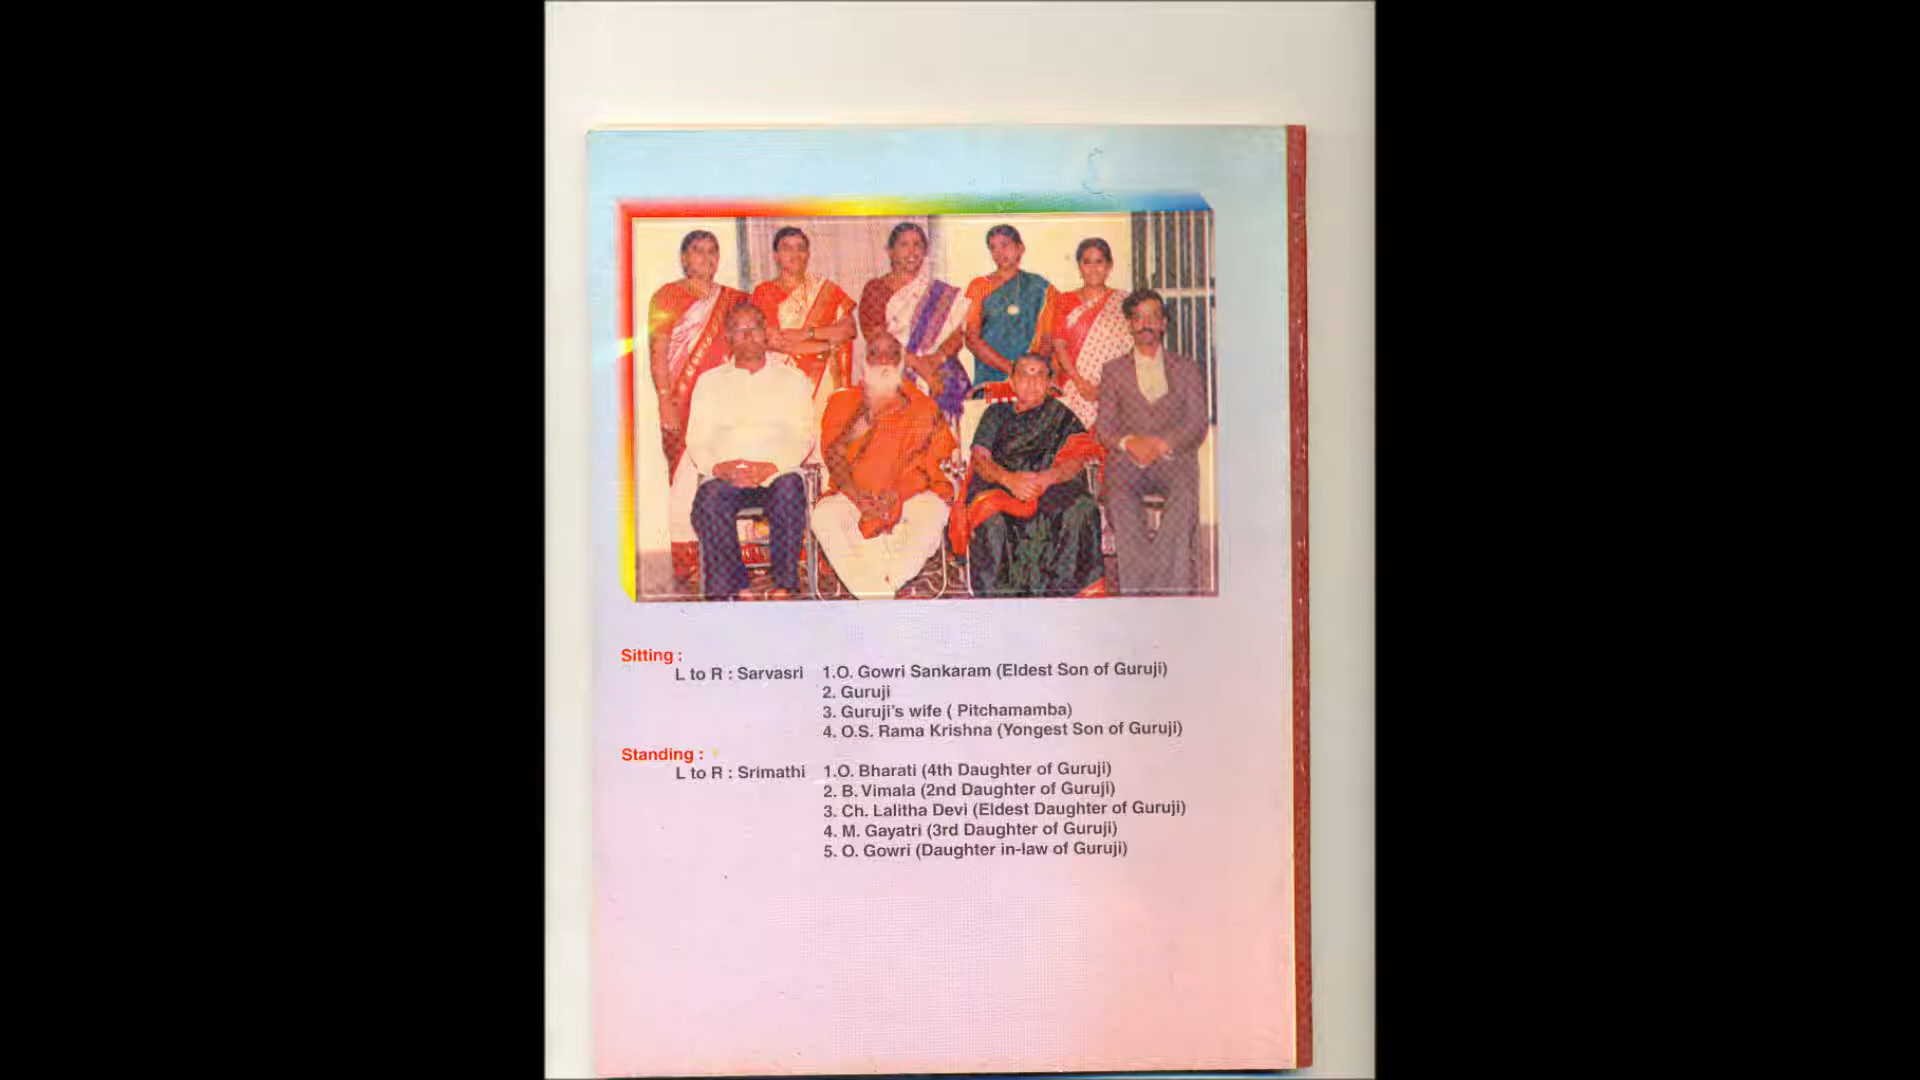 Sitting :
L to R : Sarvasri 1.O. Gowri Sankaram (Eldest Son of Guruji)
2. Guruji
3. Guruji's wife ( Pitchamamba)
4. O.S. Rama Krishna (Yongest Son of Guruji)
Standing :
L to R : Srimathi 1.O. Bharati (4th Daughter of Guruji)
2. B. Vimala (2nd Daughter of Guruji)
3. Ch. Lalitha Devi (Eldest Daughter of Guruji)
4. M. Gayatri (3rd Daughter of Guruji)
5. O. Gowri (Daughter in-law of Guruji)